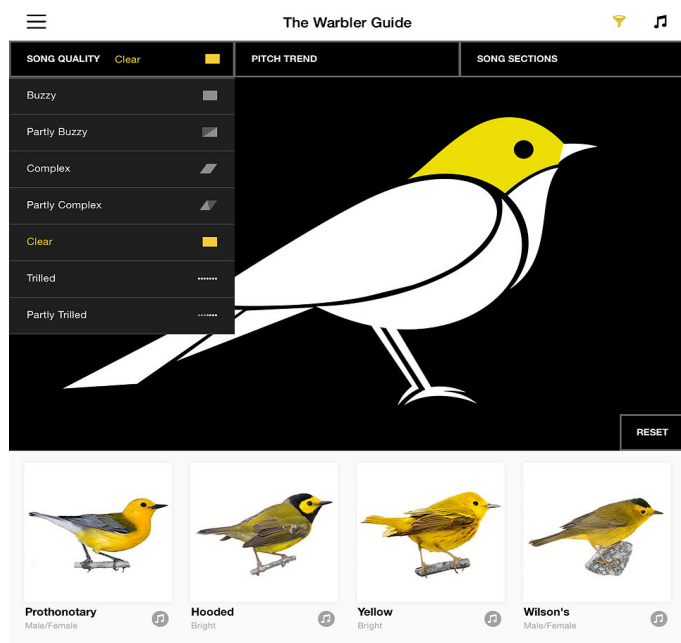 The Warbler Guide
SONG QUALITY Clear
PITCH TREND
SONG SECTIONS
Buzzy
Partly Buzzy
Complex
Partly Complex
Clear
Trilled
Partly Trilled
RESET
Prothonotary
Male/Female
Hooded
Bright
Yellow
Bright
Wilson's
Male/Female